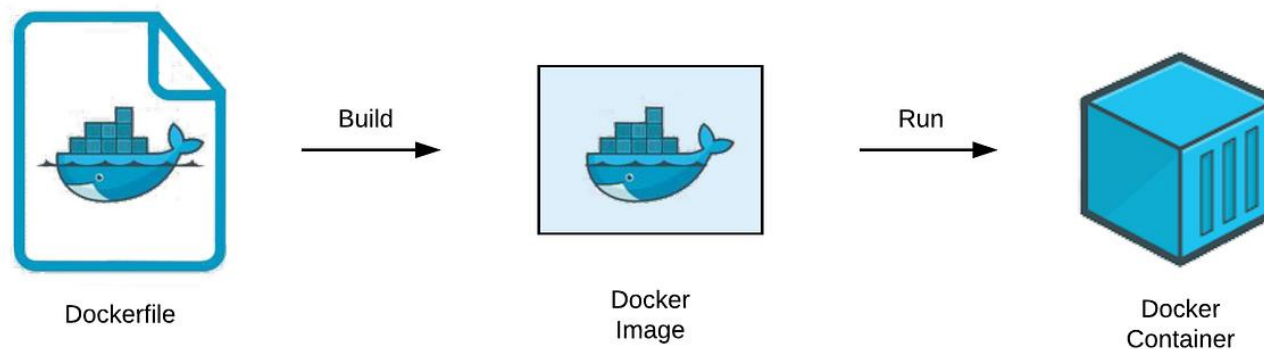 Build
Run
Dockerfile
Docker
Image
Docker
Container